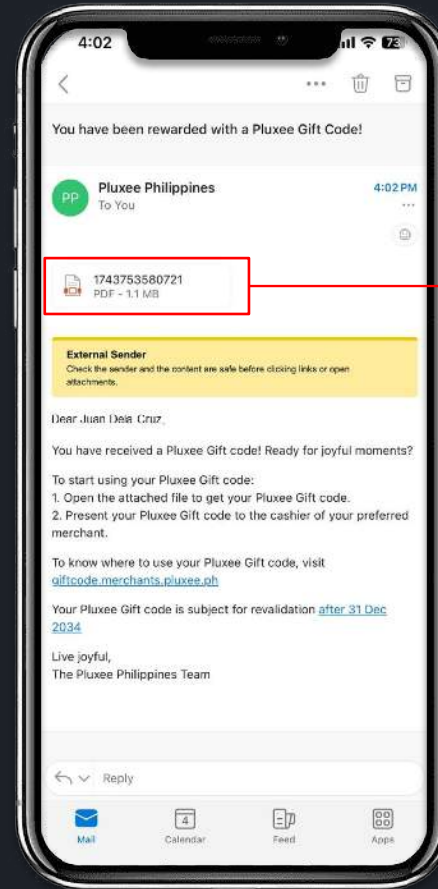 4:02
73
You have been rewarded with a Pluxee Gift Code!
PP
Pluxee Philippines
4:02 PM
To You
1743753580721
PDF - 1.1 MB
External Sender
Check the sender and the content are safe before clicking links or open
attachments.
Dear Juan Dela Cruz,
You have received a Pluxee Gift code! Ready for joyful moments?
To start using your Pluxee Gift code:
1. Open the attached file to get your Pluxee Gift code.
2. Present your Pluxee Gift code to the cashier of your preferred
merchant.
To know where to use your Pluxee Gift code, visit
giftcode.merchants.pluxee.ph
Your Pluxee Gift code is subject for revalidation after 31 Dec
2034
Live joyful,
The Pluxee Philippines Team
Reply
4
Mail
Calendar
Feed
Apps